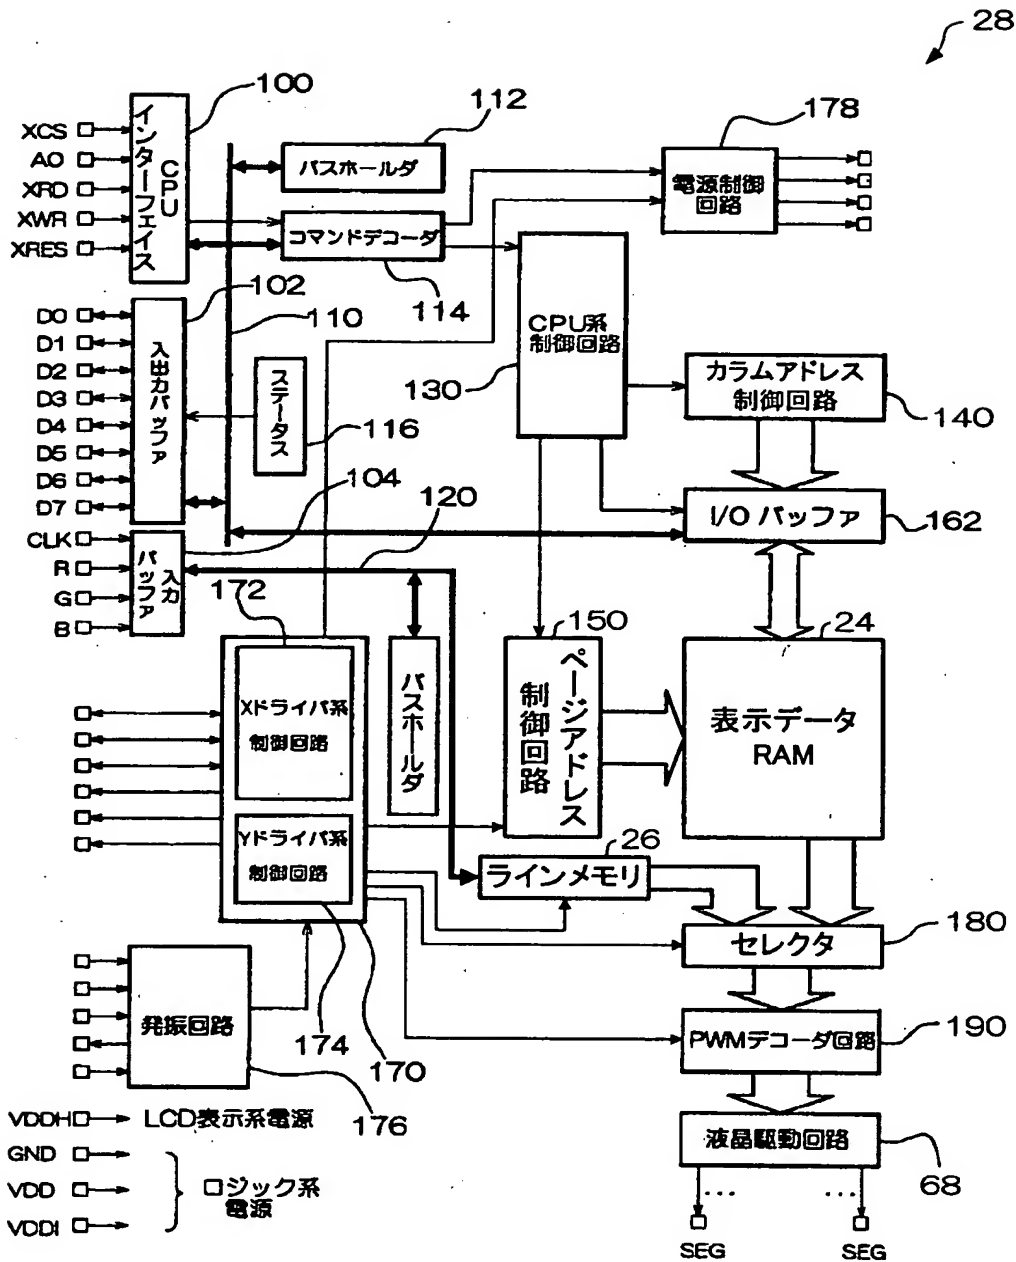 28
100
112
178
XCS
A0
XRD
XWR
XRES
CPU
インターフェイス
バスホールダ
コマンドデコーダ
電源制御
回路
102
110
114
D0
D1
D2
D3
D4
D5
D6
D7
入出力バッファ
ステータス
116
CPU系
制御回路
130
カラムアドレス
制御回路
140
104
120
I/O バッファ
162
CLK
R
G
B
入力
バッファ
172
150
24
Xドライバ系
制御回路
バスホールダ
ページアドレス
制御回路
表示データ
RAM
Yドライバ系
制御回路
26
ラインメモリ
180
セレクタ
発振回路
174
170
176
190
PWMデコーダ回路
VDDH
LCD表示系電源
GND
VDD
VDDI
ロジック系
電源
液晶駆動回路
68
...
...
SEG
SEG